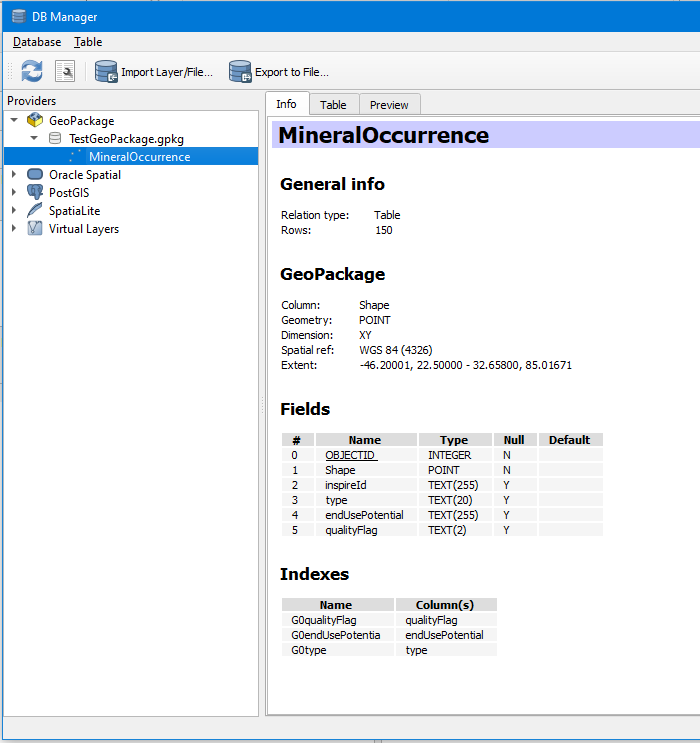 DB Manager
Database Table
Import Layer/File... Export to File...
Providers
GeoPackage
TestGeoPackage.gpkg
MineralOccurrence
Oracle Spatial
PostGIS
SpatiaLite
Virtual Layers
Info Table Preview
MineralOccurrence
General info
Relation type: Table
Rows: 150
GeoPackage
Column: Shape
Geometry: POINT
Dimension: XY
Spatial ref: WGS 84 (4326)
Extent: -46.20001, 22.50000 - 32.65800, 85.01671
Fields
# Name Type Null Default
0 OBJECTID INTEGER N
1 Shape POINT N
2 inspireId TEXT(255) Y
3 type TEXT(20) Y
4 endUsePotential TEXT(255) Y
5 qualityFlag TEXT(2) Y
Indexes
Name Column(s)
G0qualityFlag qualityFlag
G0endUsePotentia endUsePotential
G0type type